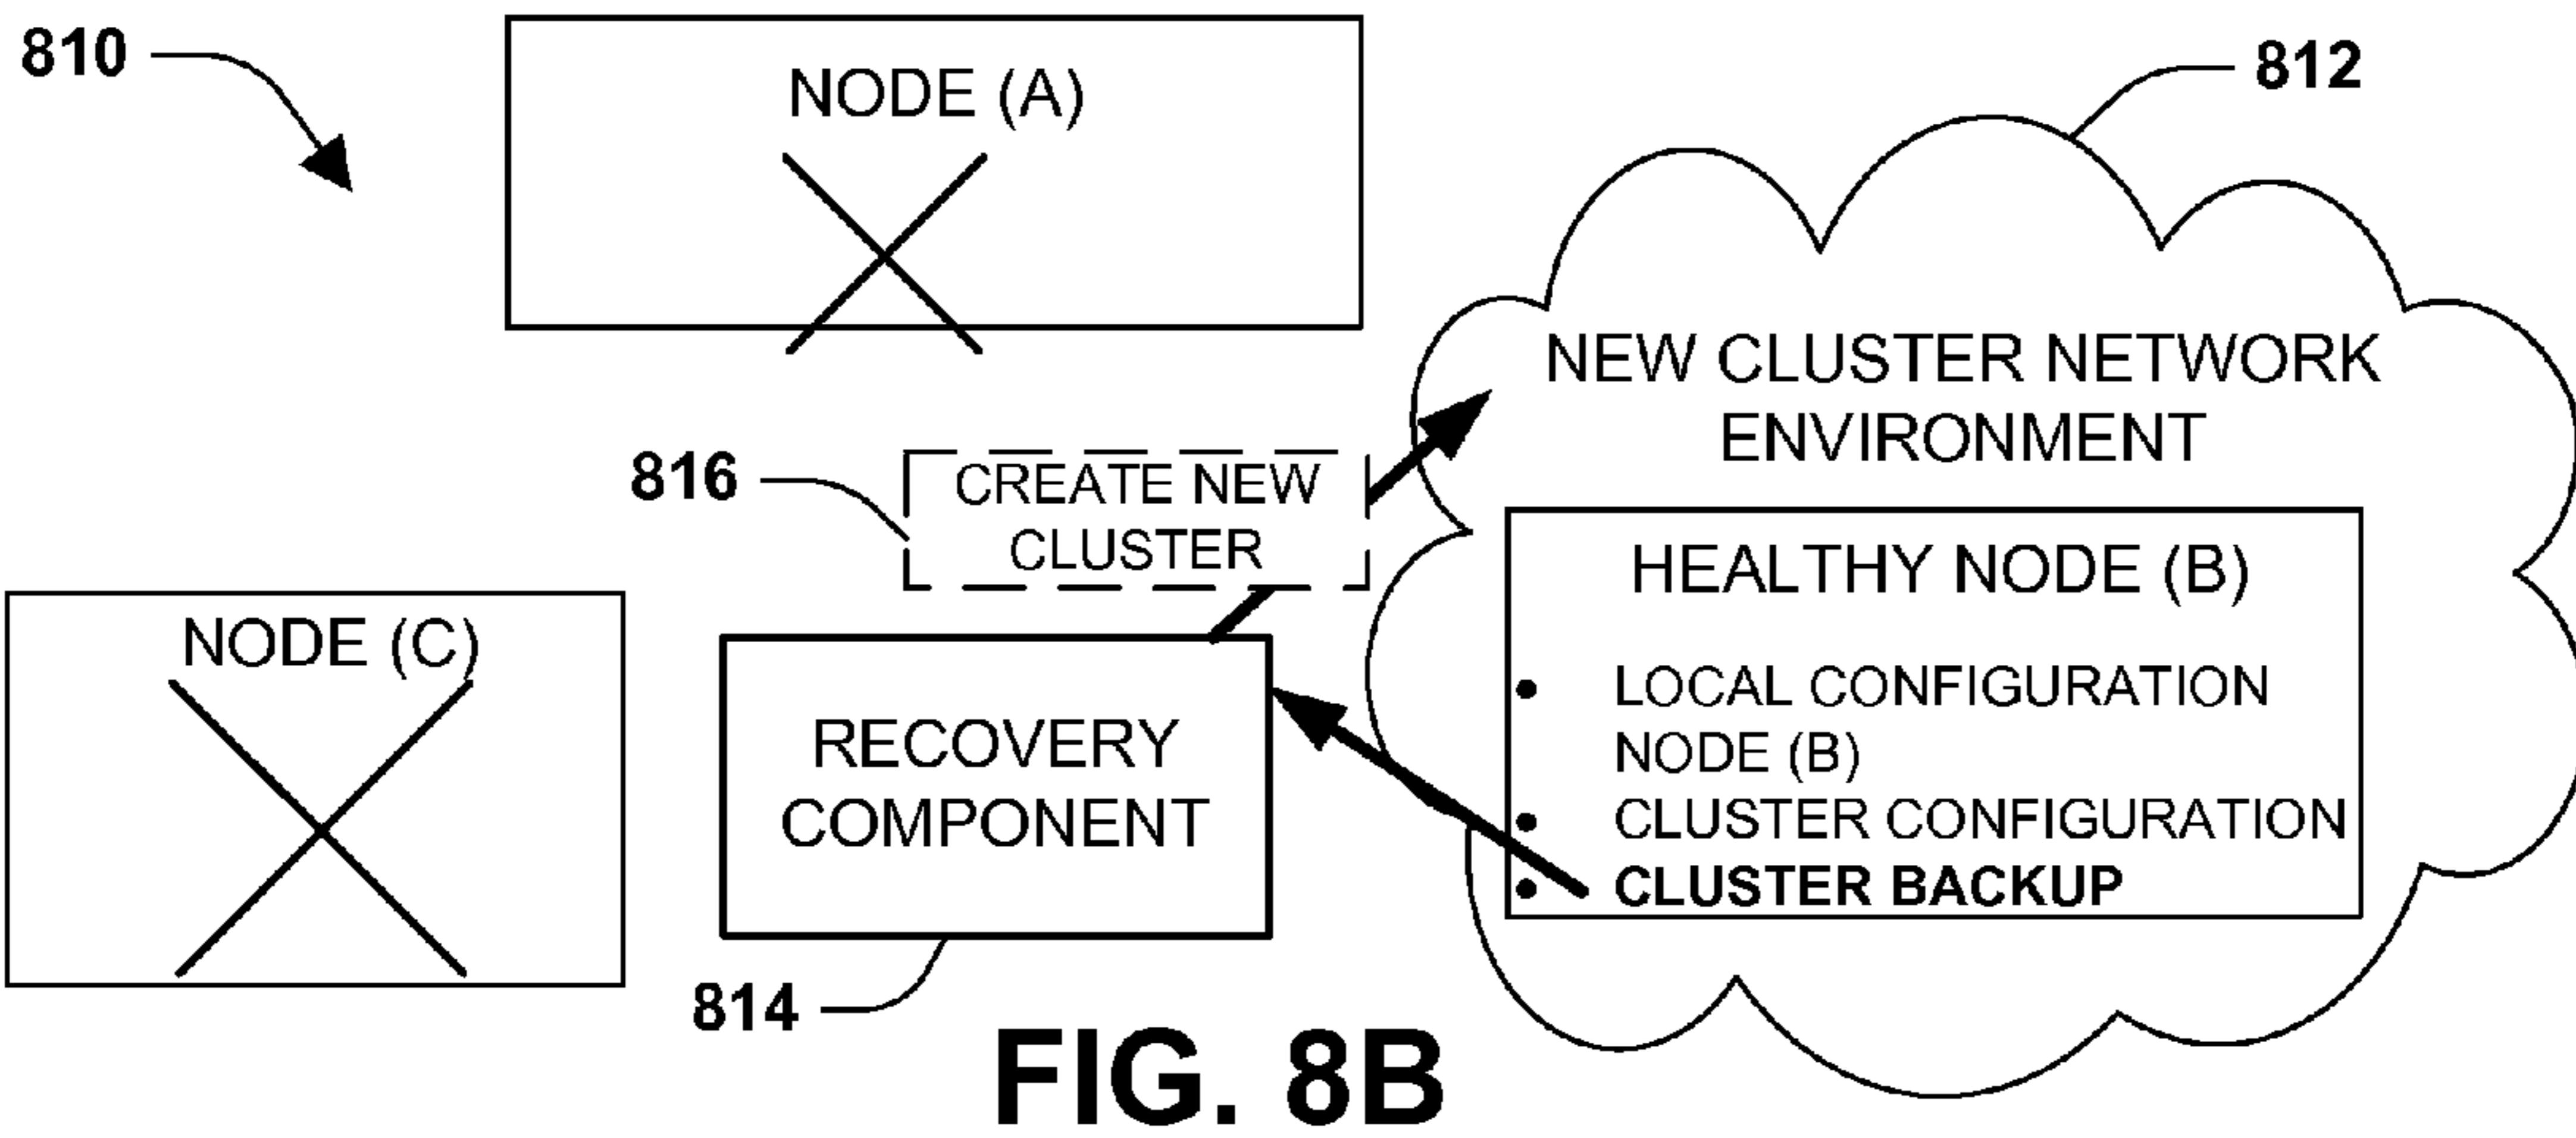 810
NODE (A)
812
NEW CLUSTER NETWORK
ENVIRONMENT
816
CREATE NEW
CLUSTER
HEALTHY NODE (B)
• LOCAL CONFIGURATION
NODE (B)
• CLUSTER CONFIGURATION
• CLUSTER BACKUP
NODE (C)
RECOVERY
COMPONENT
814
FIG. 8B